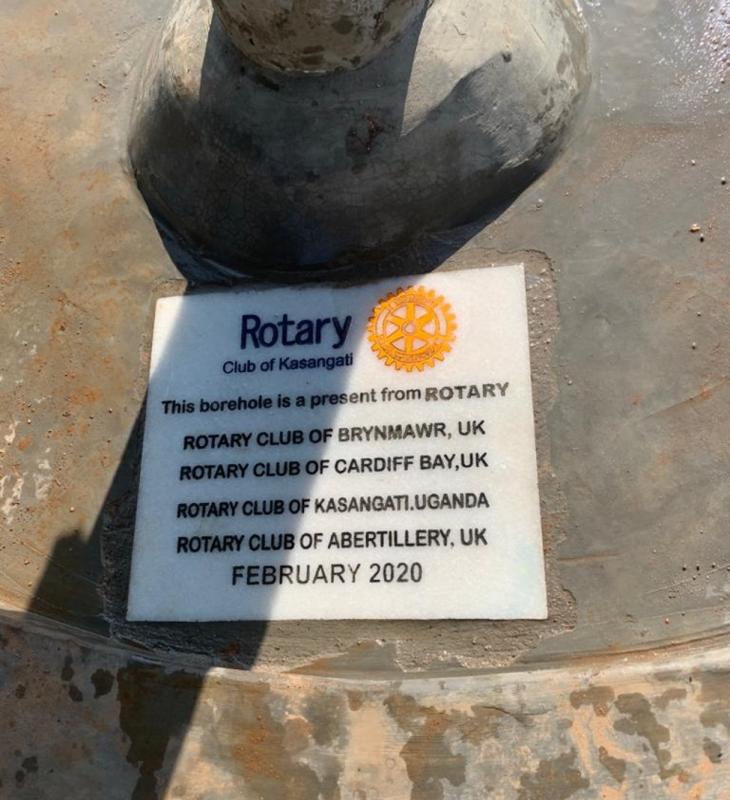 Rotary
Club of Kasangati
This borehole is a present from ROTARY
ROTARY CLUB OF BRYNMAWR, UK
ROTARY CLUB OF CARDIFF BAY,UK
ROTARY CLUB OF KASANGATI.UGANDA
ROTARY CLUB OF ABERTILLERY, UK
FEBRUARY 2020